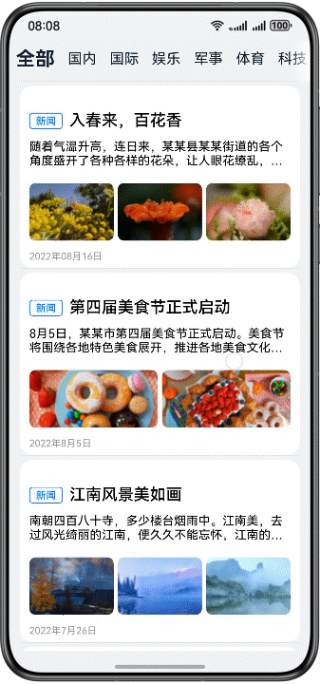 08:08
100
全部 国内 国际 娱乐 军事 体育 科技
新闻 入春来，百花香
随着气温升高，连日来，某某县某某街道的各个
角度盛开了各种各样的花朵，让人眼花缭乱，...
2022年08月16日
新闻 第四届美食节正式启动
8月5日，某某市第四届美食节正式启动。美食节
将围绕各地特色美食展开，推进各地美食文化...
2022年8月5日
新闻 江南风景美如画
南朝四百八十寺，多少楼台烟雨中。江南美，去
过风光绮丽的江南，便久久不能忘怀，江南的...
2022年7月26日